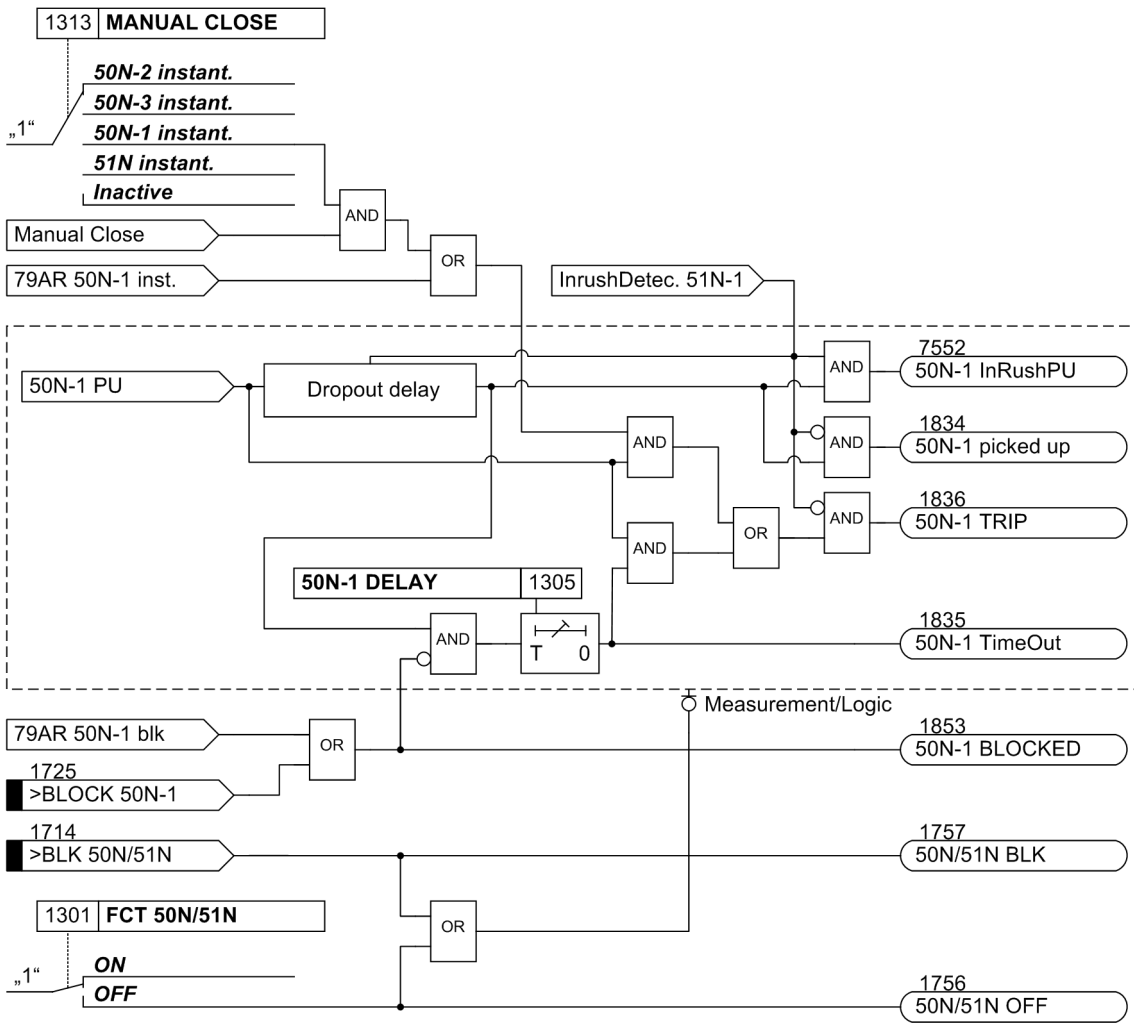 1313 MANUAL CLOSE
50N-2 instant.
50N-3 instant.
„1“
50N-1 instant.
51N instant.
Inactive
AND
Manual Close
OR
79AR 50N-1 inst.
InrushDetec. 51N-1
50N-1 PU
Dropout delay
AND
7552
50N-1 InRushPU
AND
AND
1834
50N-1 picked up
AND
OR
AND
1836
50N-1 TRIP
50N-1 DELAY 1305
AND
T 0
1835
50N-1 TimeOut
Measurement/Logic
79AR 50N-1 blk
OR
1853
50N-1 BLOCKED
1725
>BLOCK 50N-1
1714
>BLK 50N/51N
1757
50N/51N BLK
1301 FCT 50N/51N
OR
„1“
ON
OFF
1756
50N/51N OFF